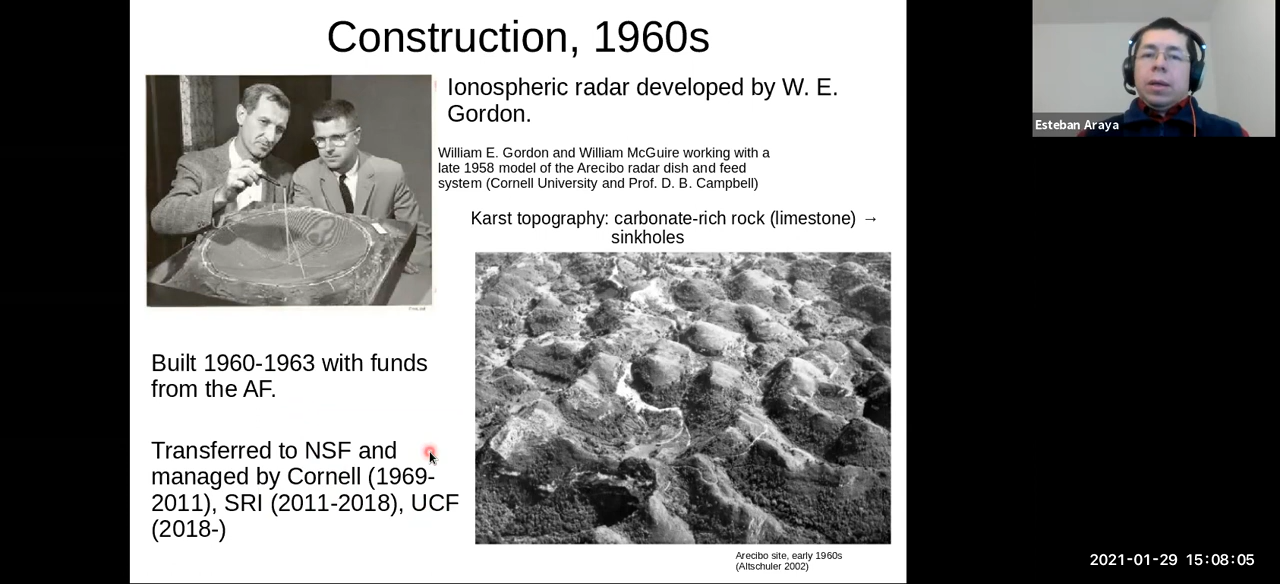 Construction, 1960s
Ionospheric radar developed by W. E.
Gordon.
William E. Gordon and William McGuire working with a
late 1958 model of the Arecibo radar dish and feed
system (Cornell University and Prof. D. B. Campbell)
Karst topography: carbonate-rich rock (limestone) →
sinkholes
Built 1960-1963 with funds
from the AF.
Transferred to NSF and
managed by Cornell (1969-
2011), SRI (2011-2018), UCF
(2018-)
Arecibo site, early 1960s
(Altschuler 2002)
Esteban Araya
2021-01-29 15:08:05